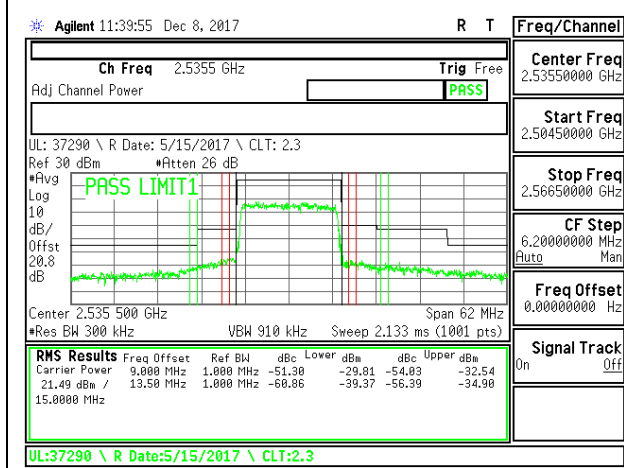 Agilent 11:39:55 Dec 8, 2017 R T
Ch Freq 2.5355 GHz Trig Free
Adj Channel Power PASS
UL: 37290 \ R Date: 5/15/2017 \ CLT: 2.3
Ref 30 dBm #Atten 26 dB
#Avg
Log
10
dB/
Offst
20.8
dB
PASS LIMIT1
Center 2.535 500 GHz Span 62 MHz
#Res BW 300 kHz VBW 910 kHz Sweep 2.133 ms (1001 pts)
RMS Results Freq Offset Ref BW dBc Lower dBm dBc Upper dBm
Carrier Power 9.000 MHz 1.000 MHz -51.30 -29.81 -54.03 -32.54
21.49 dBm / 13.50 MHz 1.000 MHz -60.86 -39.37 -56.39 -34.90
15.0000 MHz
UL:37290 \ R Date:5/15/2017 \ CLT:2.3
Freq/Channel
Center Freq
2.53550000 GHz
Start Freq
2.50450000 GHz
Stop Freq
2.56650000 GHz
CF Step
6.20000000 MHz
Auto Man
Freq Offset
0.00000000 Hz
Signal Track
On Off